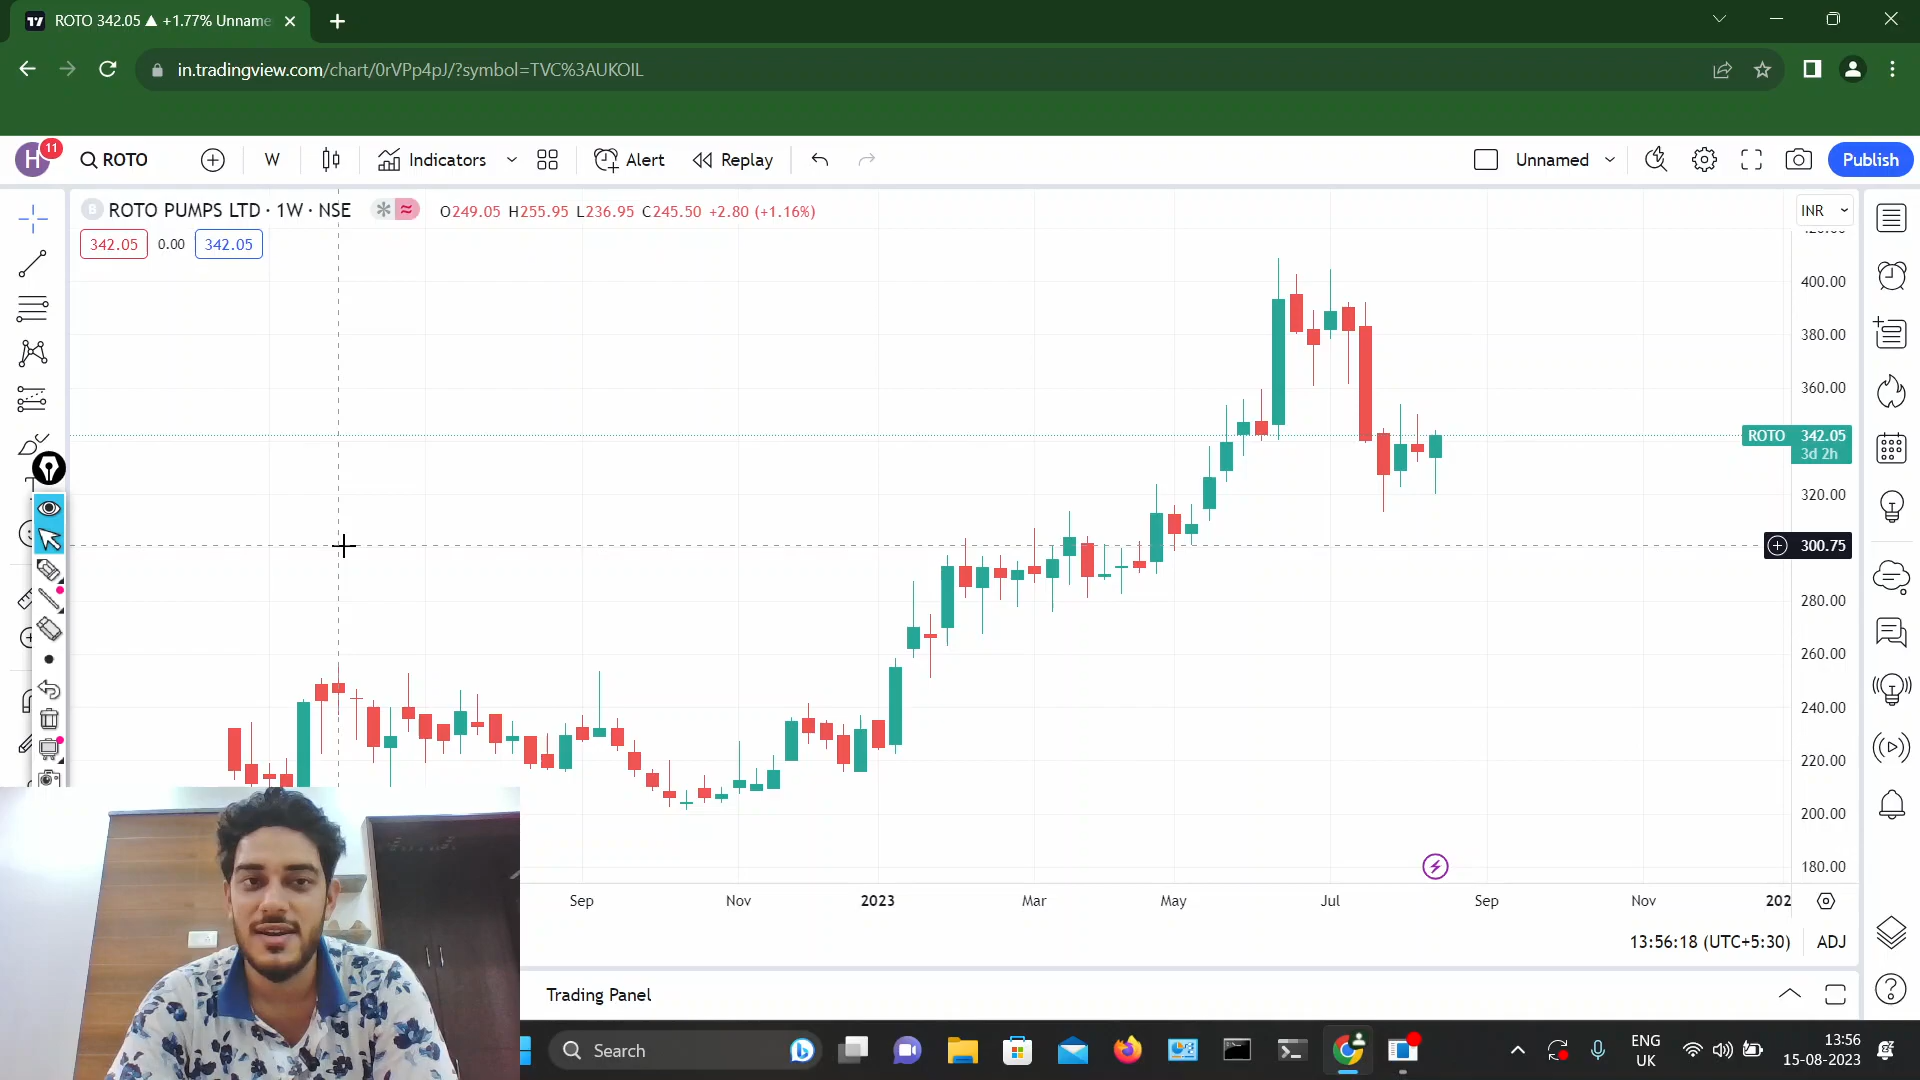 ROTO 342.05 ▲ +1.77% Unname
in.tradingview.com/chart/0rVPp4pJ/?symbol=TVC%3AUKOIL
H 11 ROTO W Indicators Alert Replay Unnamed Publish
B ROTO PUMPS LTD · 1W · NSE O249.05 H255.95 L236.95 C245.50 +2.80 (+1.16%) INR
342.05 0.00 342.05
400.00
380.00
360.00
ROTO 342.05
3d 2h
320.00
300.75
280.00
260.00
240.00
220.00
200.00
180.00
Sep Nov 2023 Mar May Jul Sep Nov 202
13:56:18 (UTC+5:30) ADJ
Trading Panel
Search
ENG
UK
13:56
15-08-2023